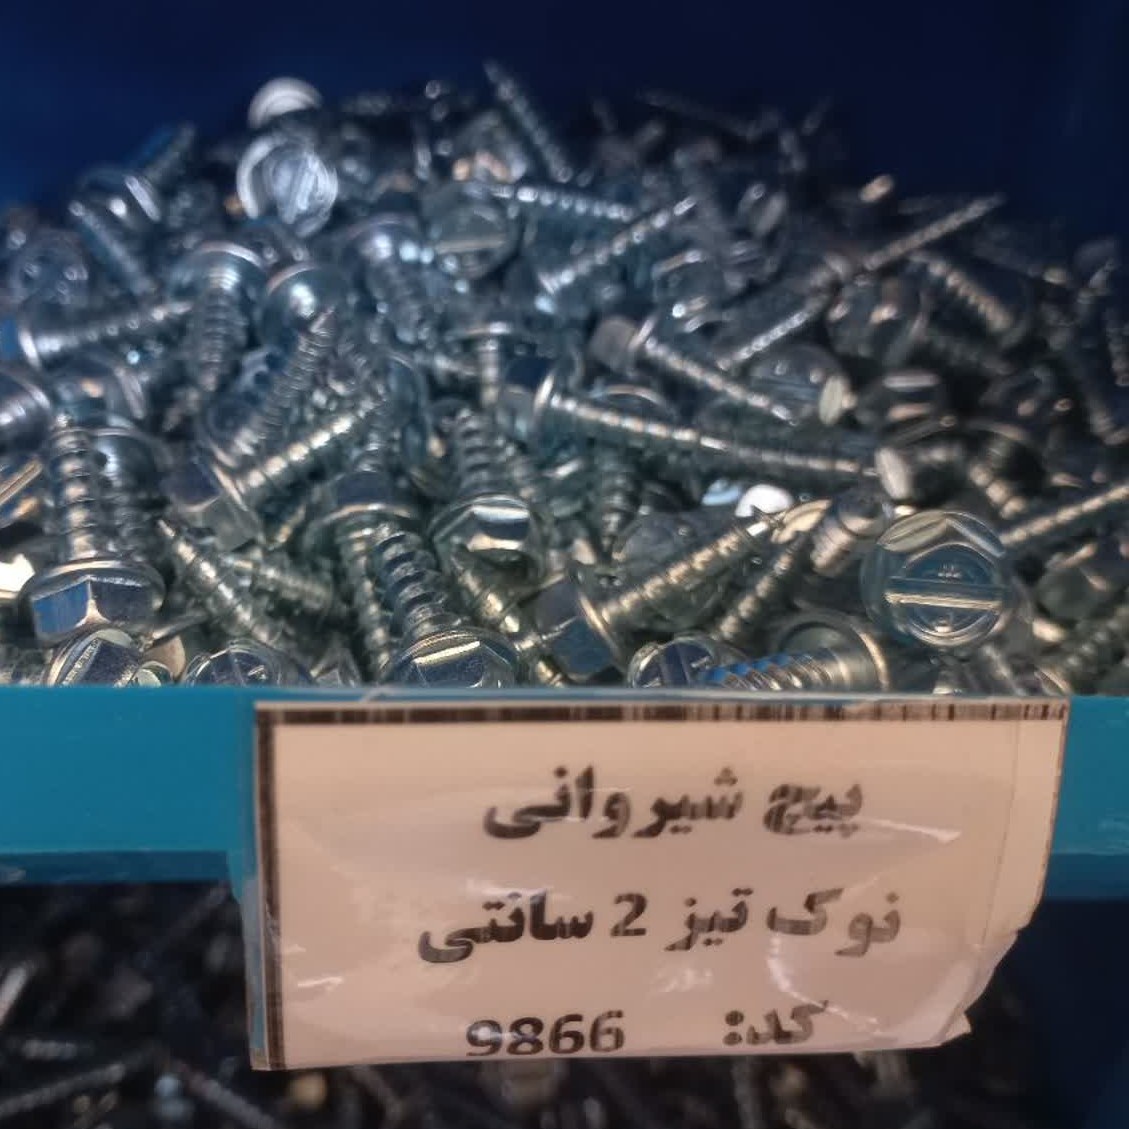 پیچ شیروانی
نوک تیز 2 سانتی
کد: 9866